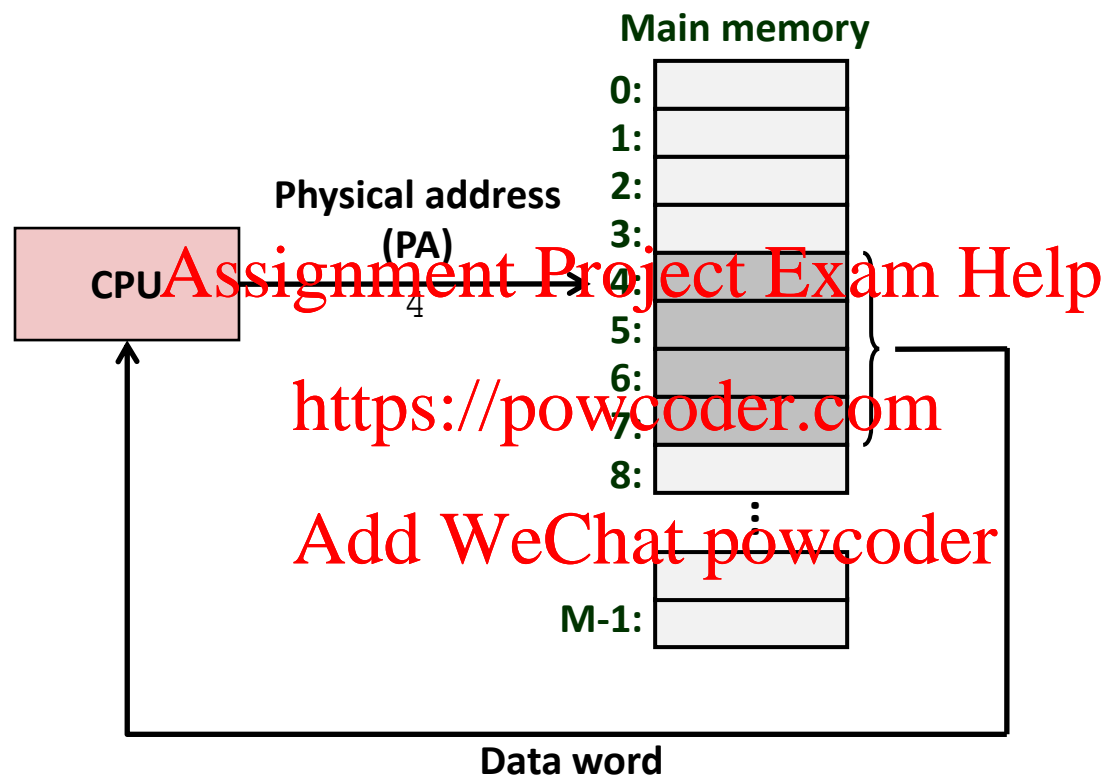 Main memory
0:
1:
2:
3:
Physical address
(PA)
CPU
4
Assignment Project Exam Help
4:
5:
6:
https://powcoder.com
7:
8:
Add WeChat powcoder
M-1:
Data word